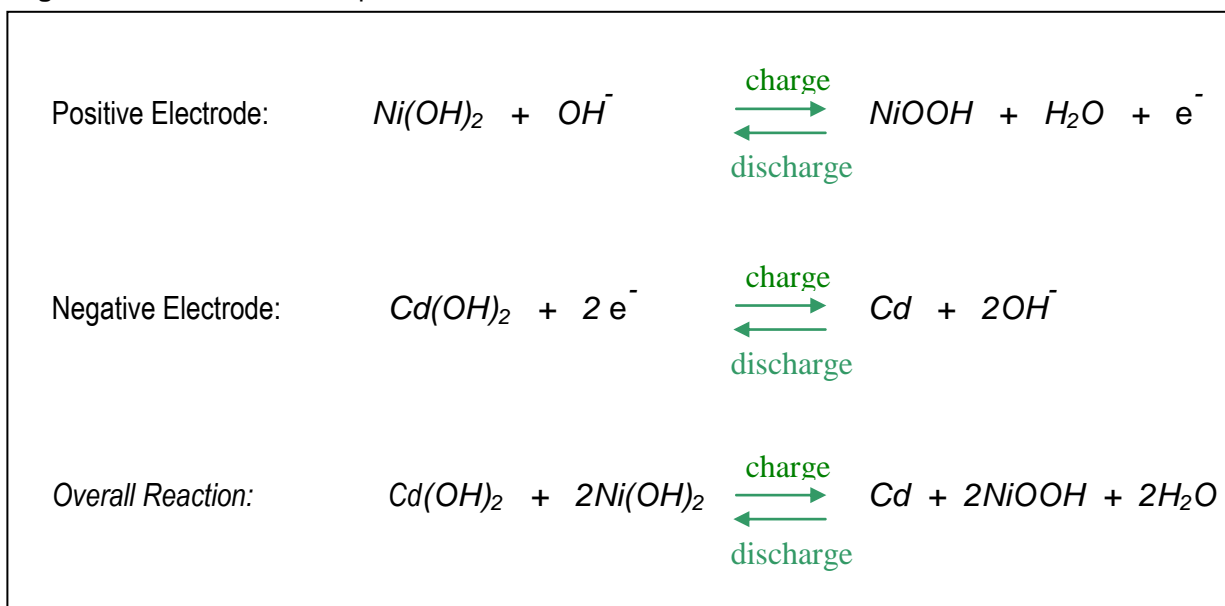 charge
Positive Electrode: Ni(OH)₂ + OH⁻ NiOOH + H₂O + e⁻
discharge
charge
Negative Electrode: Cd(OH)₂ + 2 e⁻ Cd + 2OH⁻
discharge
charge
Overall Reaction: Cd(OH)₂ + 2Ni(OH)₂ Cd + 2NiOOH + 2H₂O
discharge